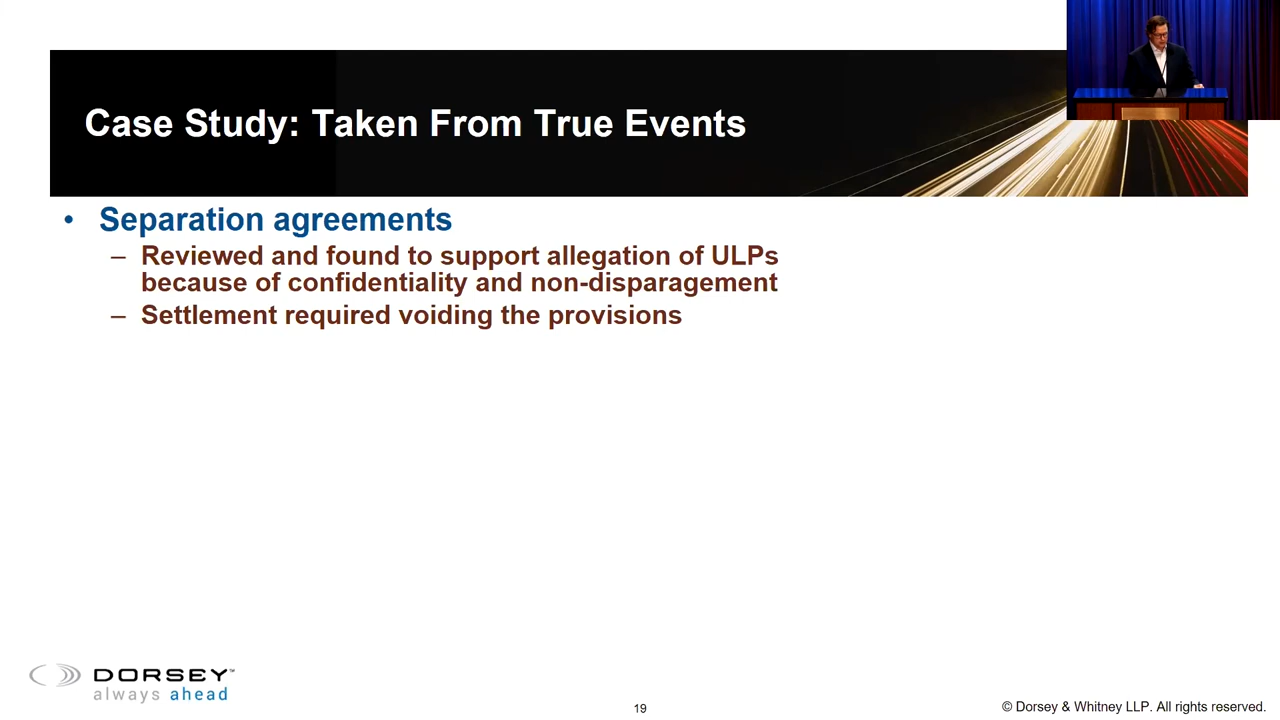 Case Study: Taken From True Events
• Separation agreements
– Reviewed and found to support allegation of ULPs
because of confidentiality and non-disparagement
– Settlement required voiding the provisions
DORSEY™
always ahead
19
© Dorsey & Whitney LLP. All rights reserved.